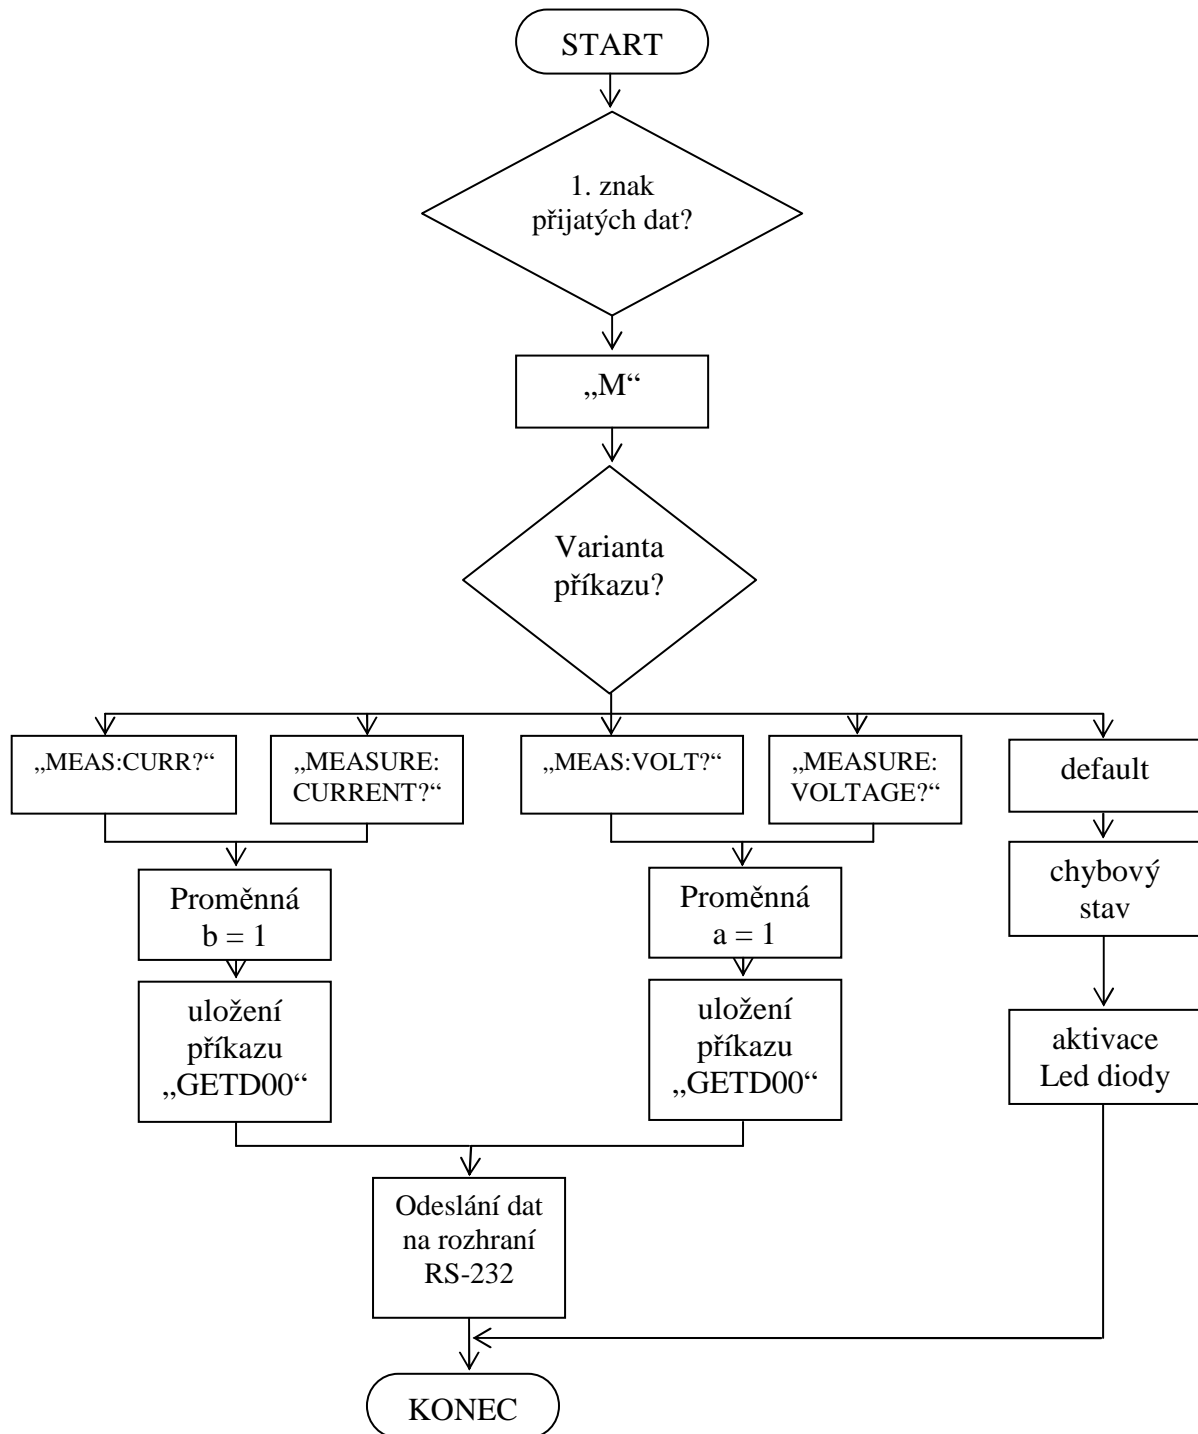 START
1. znak
přijatých dat?
„M“
Varianta
příkazu?
„MEAS:CURR?“
„MEASURE:
CURRENT?“
„MEAS:VOLT?“
„MEASURE:
VOLTAGE?“
default
Proměnná
b = 1
Proměnná
a = 1
chybový
stav
uložení
příkazu
„GETD00“
uložení
příkazu
„GETD00“
aktivace
Led diody
Odeslání dat
na rozhraní
RS-232
KONEC